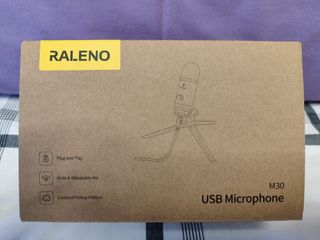 RALENO
Plug and Play
Mute & Adjustable Vol
Cardioid Pickup Pattern
M30
USB Microphone